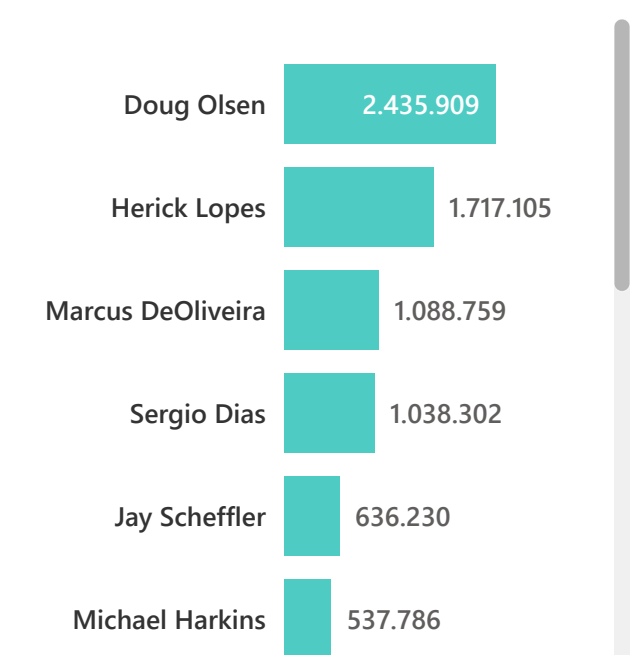 Doug Olsen 2.435.909
Herick Lopes 1.717.105
Marcus DeOliveira 1.088.759
Sergio Dias 1.038.302
Jay Scheffler 636.230
Michael Harkins 537.786